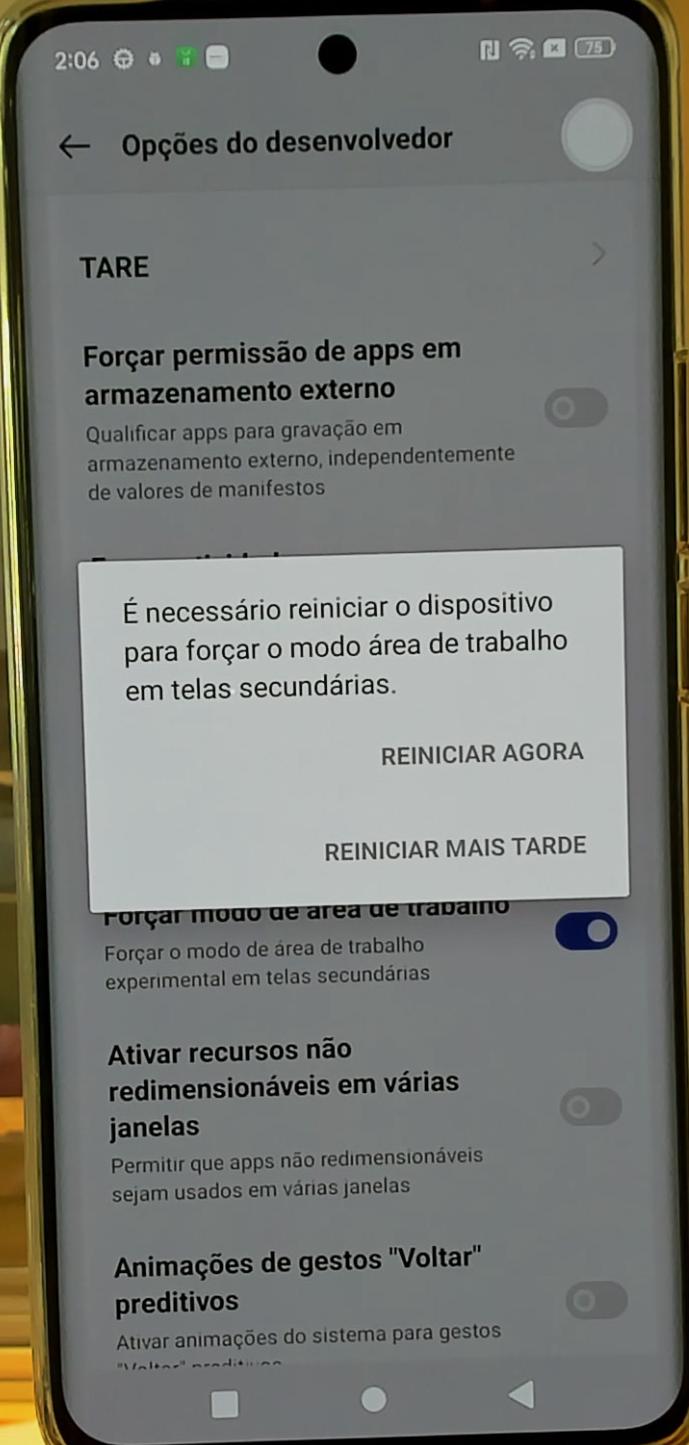 2:06
75
Opções do desenvolvedor
TARE
Forçar permissão de apps em
armazenamento externo
Qualificar apps para gravação em
armazenamento externo, independentemente
de valores de manifestos
É necessário reiniciar o dispositivo
para forçar o modo área de trabalho
em telas secundárias.
REINICIAR AGORA
REINICIAR MAIS TARDE
Forçar modo de área de trabalho
Forçar o modo de área de trabalho
experimental em telas secundárias
Ativar recursos não
redimensionáveis em várias
janelas
Permitir que apps não redimensionáveis
sejam usados em várias janelas
Animações de gestos "Voltar"
preditivos
Ativar animações do sistema para gestos
"Voltar" preditivos